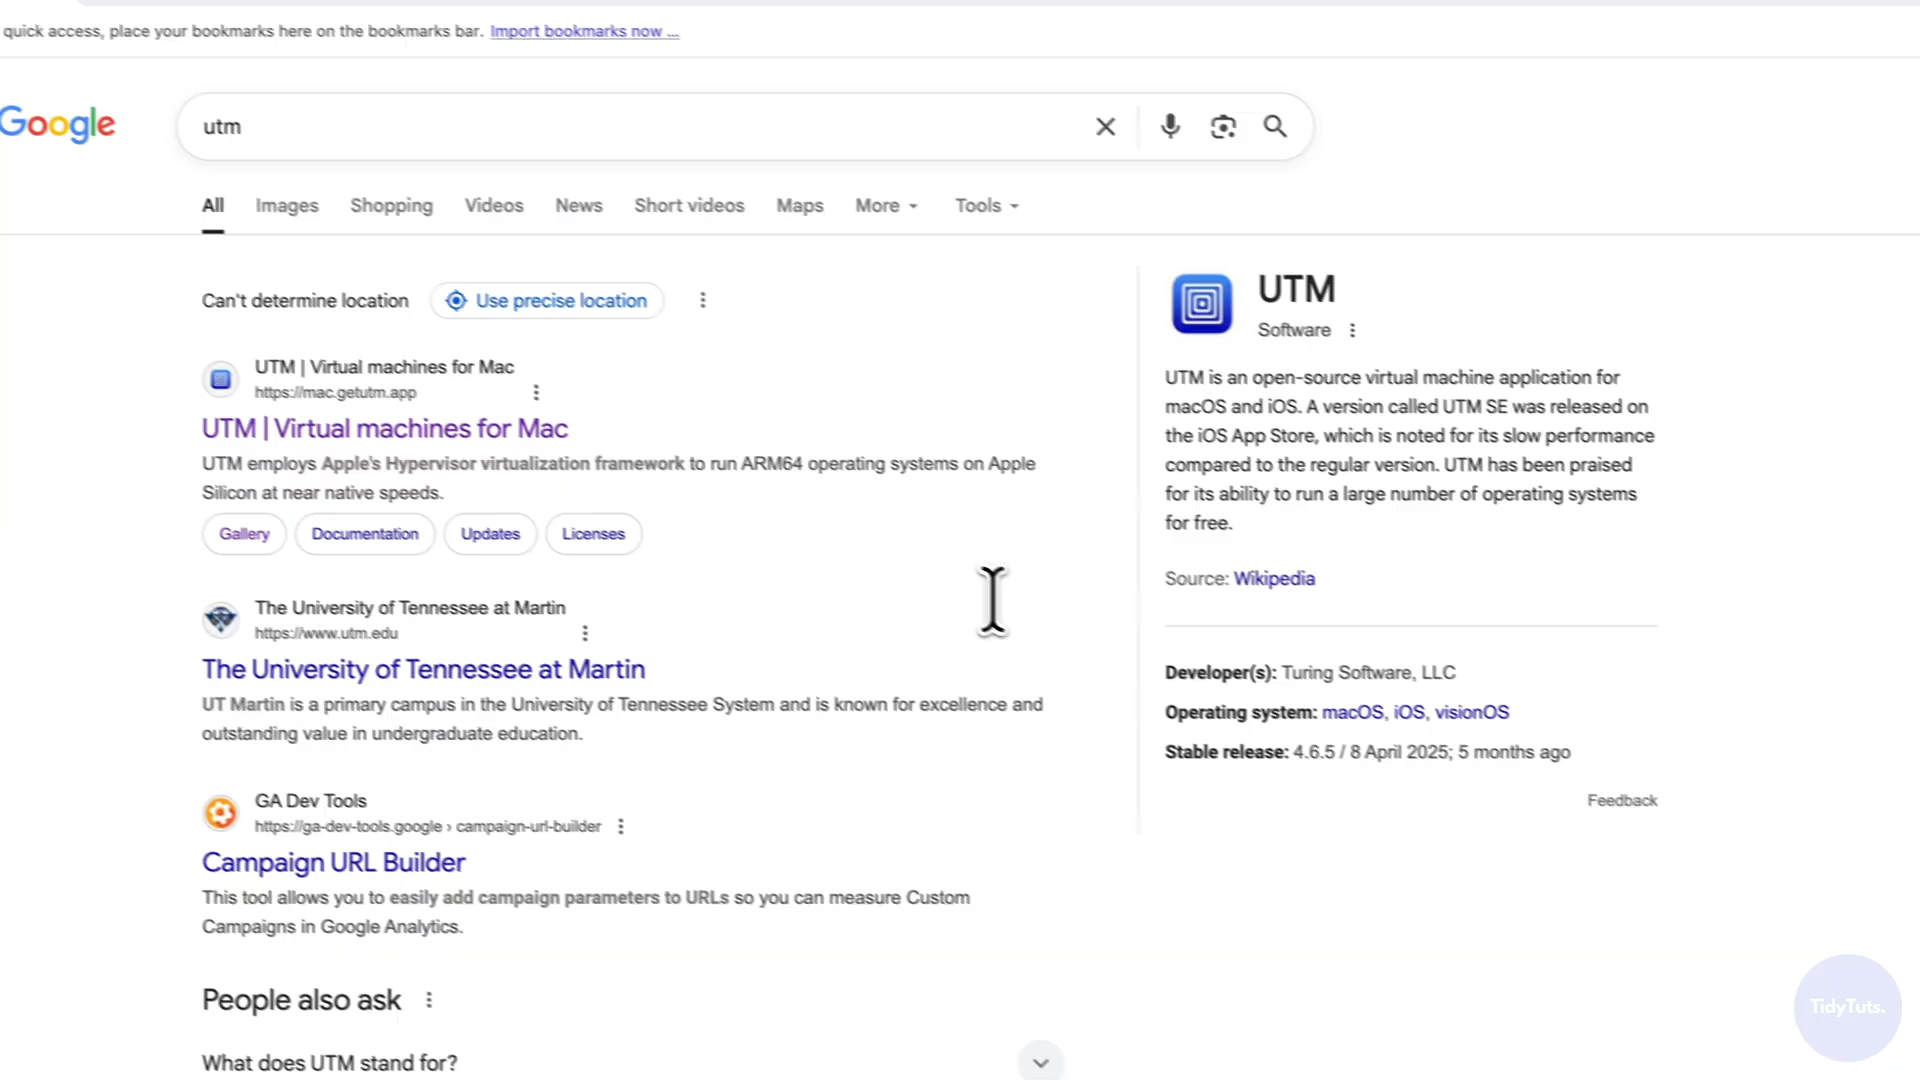 quick access, place your bookmarks here on the bookmarks bar. Import bookmarks now ...
Google
utm
All Images Shopping Videos News Short videos Maps More Tools
Can't determine location Use precise location
UTM | Virtual machines for Mac
https://mac.getutm.app
UTM | Virtual machines for Mac
UTM employs Apple's Hypervisor virtualization framework to run ARM64 operating systems on Apple
Silicon at near native speeds.
Gallery Documentation Updates Licenses
The University of Tennessee at Martin
https://www.utm.edu
The University of Tennessee at Martin
UT Martin is a primary campus in the University of Tennessee System and is known for excellence and
outstanding value in undergraduate education.
GA Dev Tools
https://ga-dev-tools.google › campaign-url-builder
Campaign URL Builder
This tool allows you to easily add campaign parameters to URLs so you can measure Custom
Campaigns in Google Analytics.
People also ask
What does UTM stand for?
UTM
Software
UTM is an open-source virtual machine application for
macOS and iOS. A version called UTM SE was released on
the iOS App Store, which is noted for its slow performance
compared to the regular version. UTM has been praised
for its ability to run a large number of operating systems
for free.
Source: Wikipedia
Developer(s): Turing Software, LLC
Operating system: macOS, iOS, visionOS
Stable release: 4.6.5 / 8 April 2025; 5 months ago
Feedback
TidyTuts.